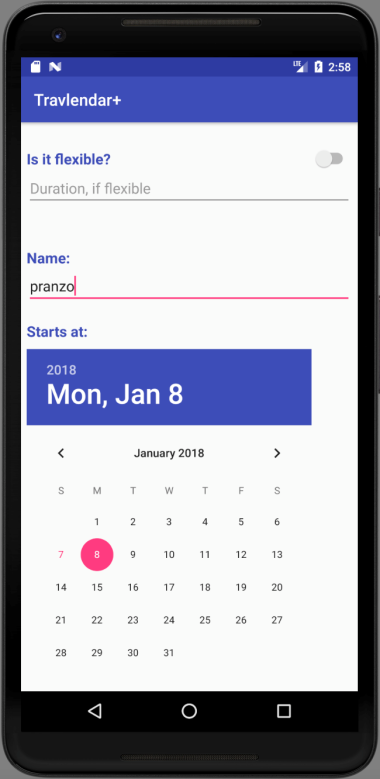 LTE 2:58
Travlendar+
Is it flexible?
Duration, if flexible
Name:
pranzo
Starts at:
2018
Mon, Jan 8
January 2018
S M T W T F S
1 2 3 4 5 6
7 8 9 10 11 12 13
14 15 16 17 18 19 20
21 22 23 24 25 26 27
28 29 30 31